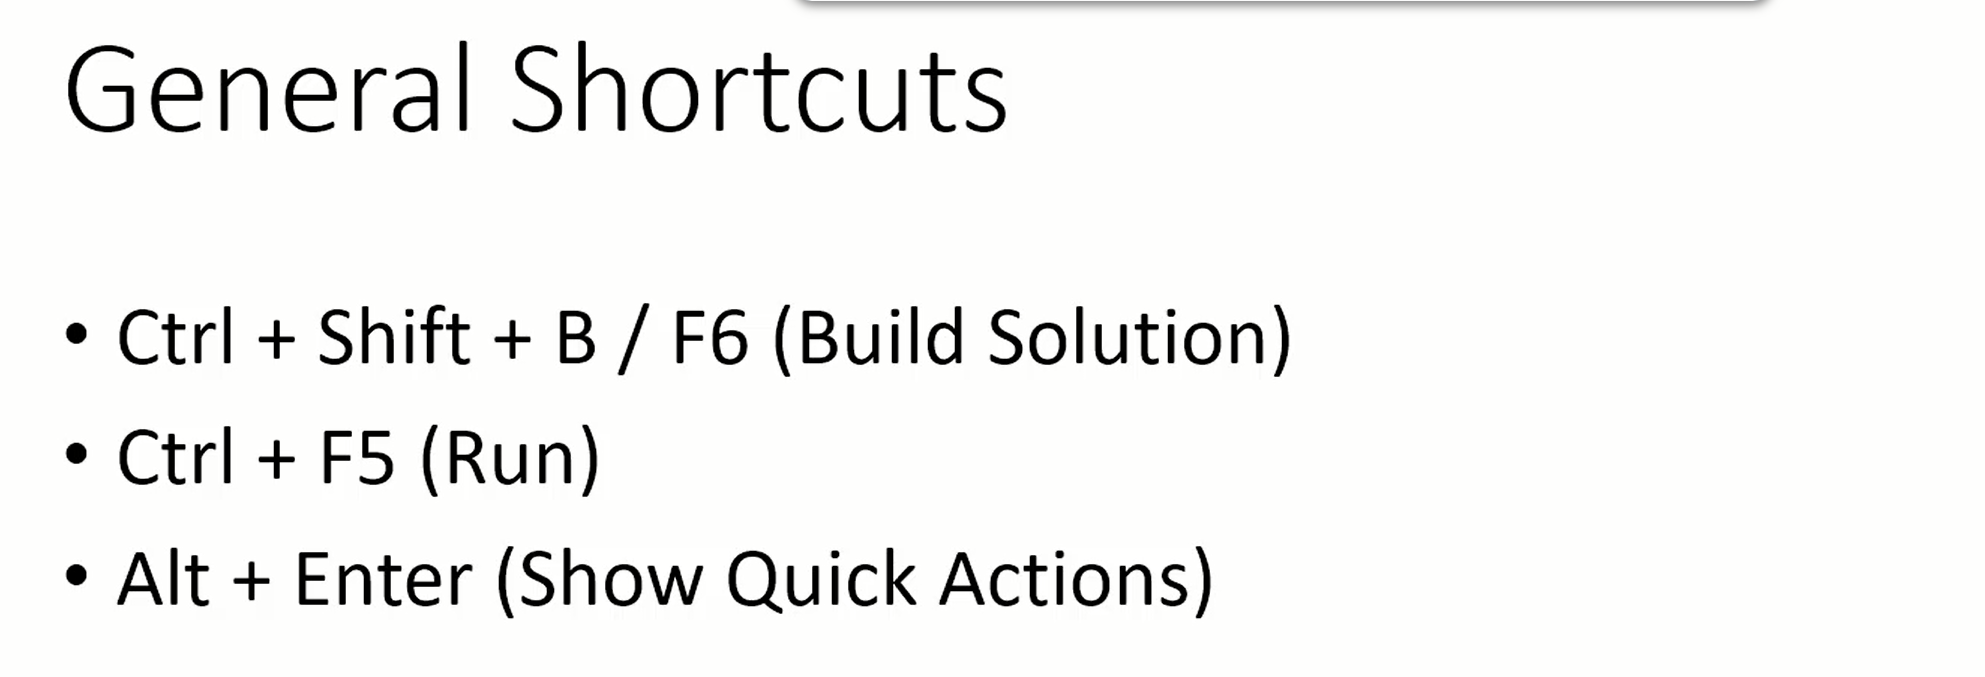 General Shortcuts
• Ctrl + Shift + B / F6 (Build Solution)
• Ctrl + F5 (Run)
• Alt + Enter (Show Quick Actions)